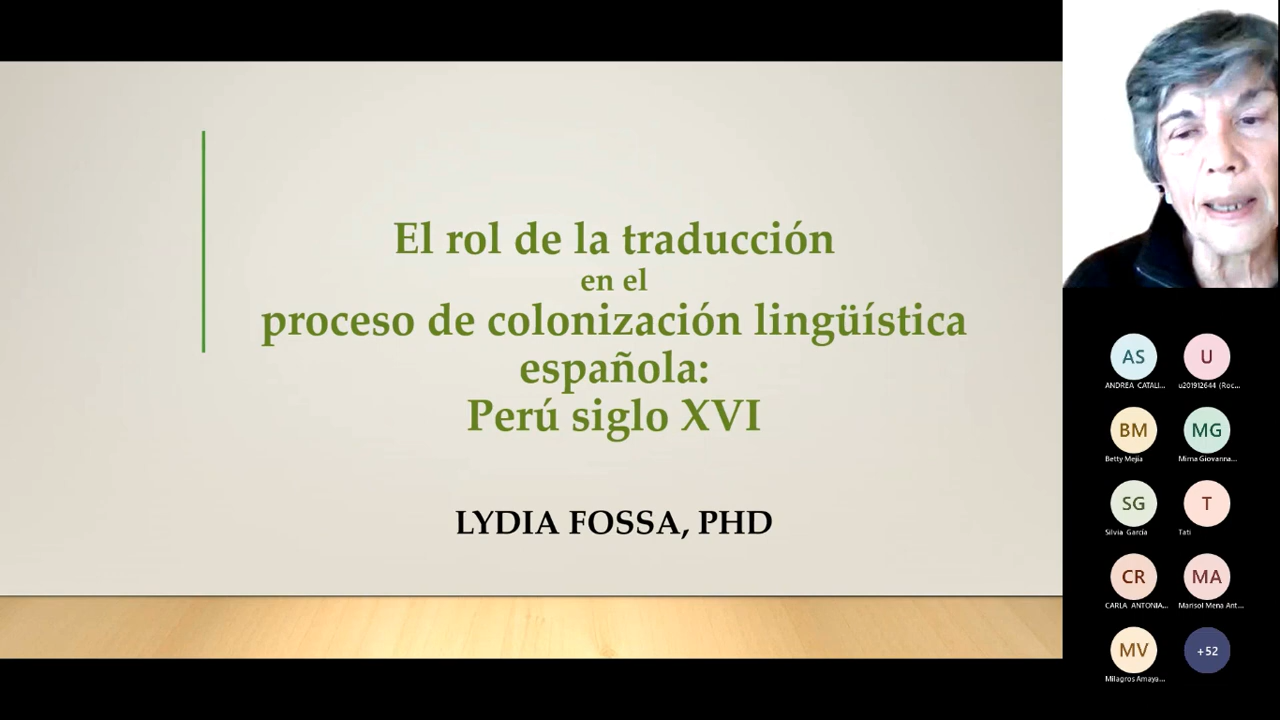 El rol de la traducción
en el
proceso de colonización lingüística
española:
Perú siglo XVI
LYDIA FOSSA, PHD
AS
U
ANDREA CATALI...
u201912644 (Roc...
BM
MG
Betty Mejía
Mirna Giovanna...
SG
T
Silvia García
Tati
CR
MA
CARLA ANTONIA...
Marisol Mena Ant...
MV
+52
Milagros Amaya...